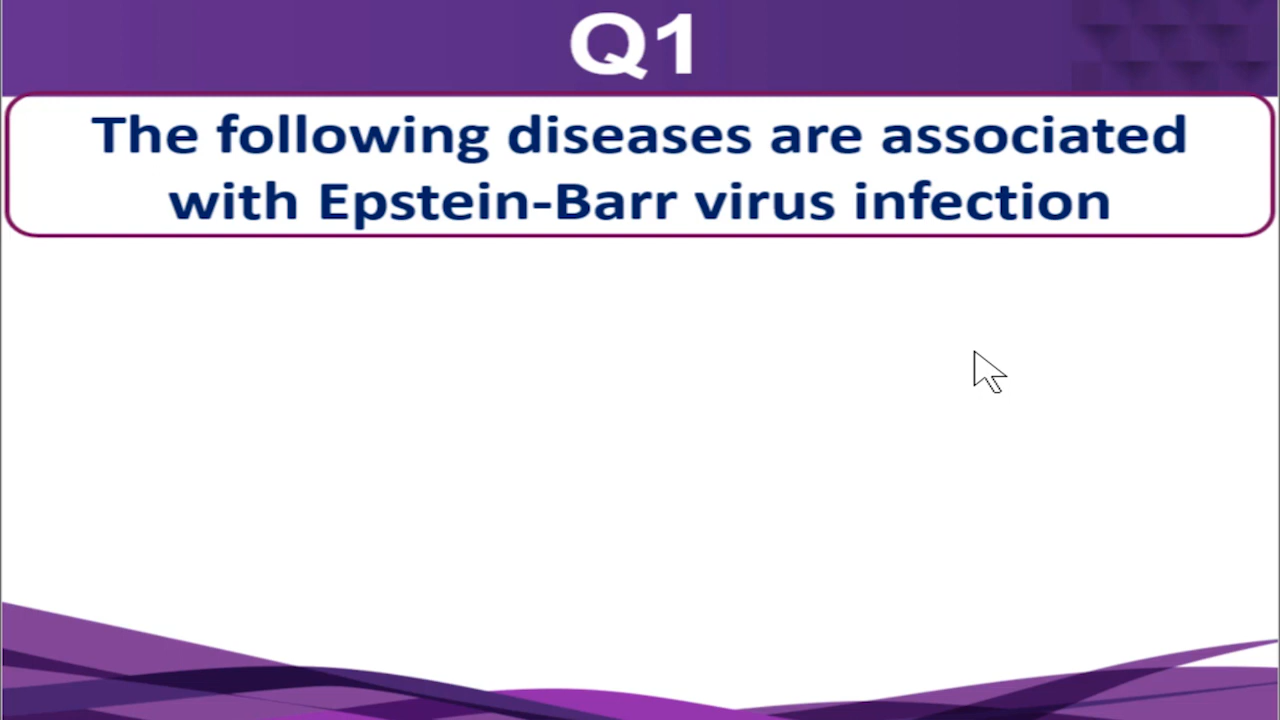 Q1
The following diseases are associated
with Epstein-Barr virus infection